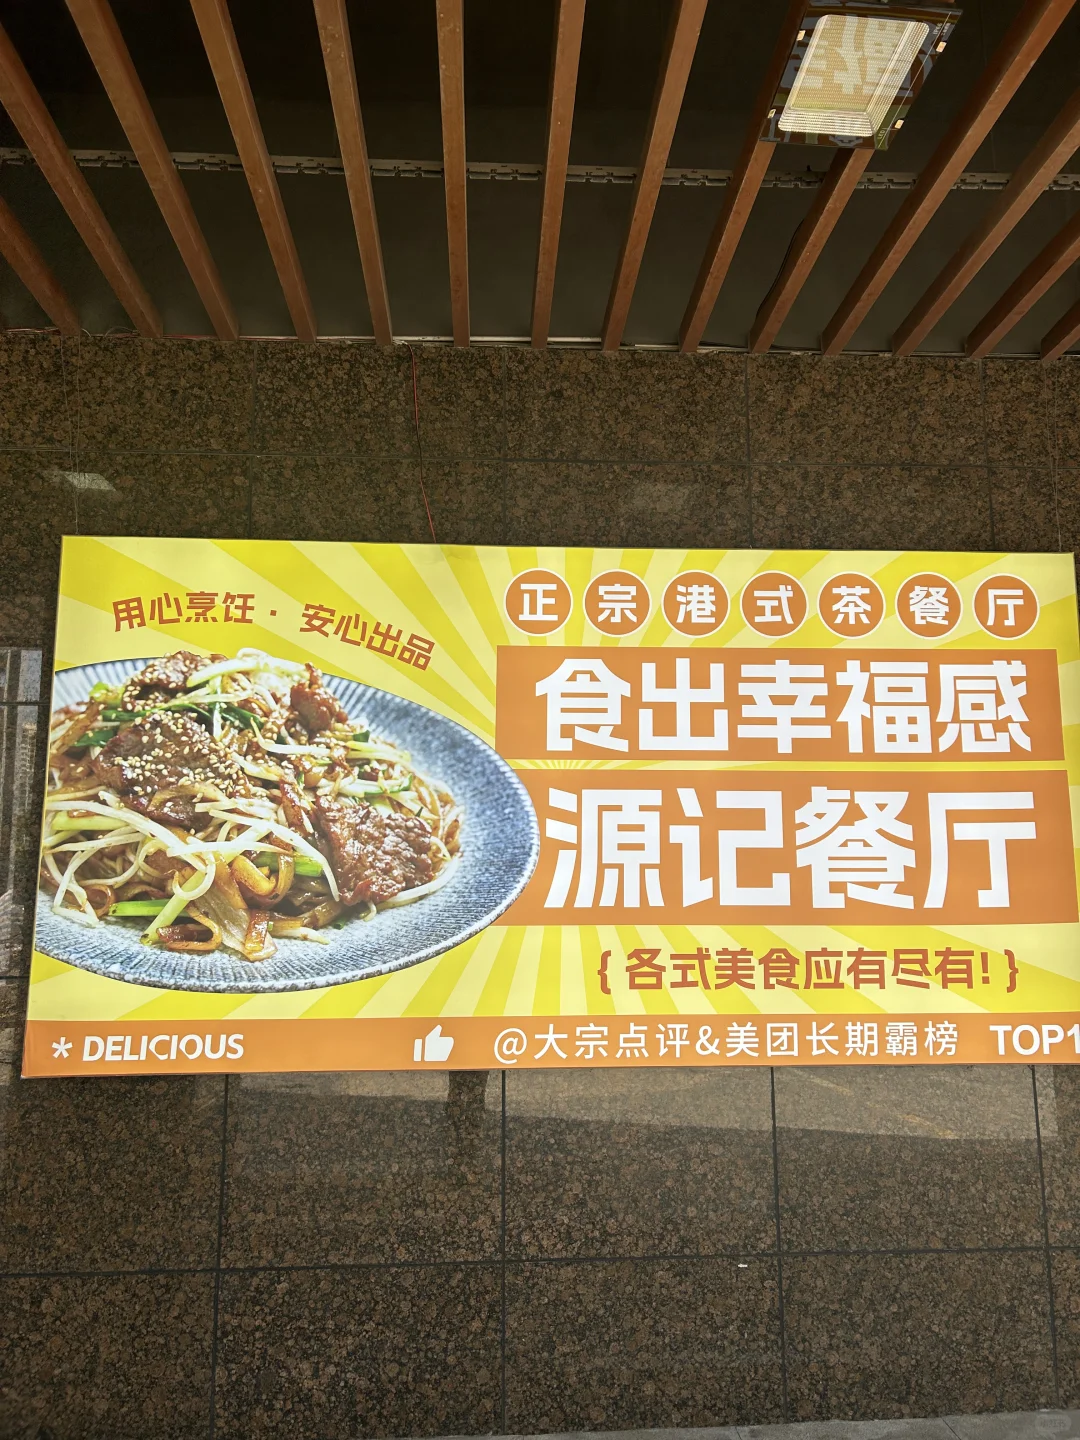 用心烹饪·安心出品
正宗港式茶餐厅
食出幸福感
源记餐厅
{ 各式美食应有尽有! }
* DELICIOUS
@大宗点评&美团长期霸榜 TOP1